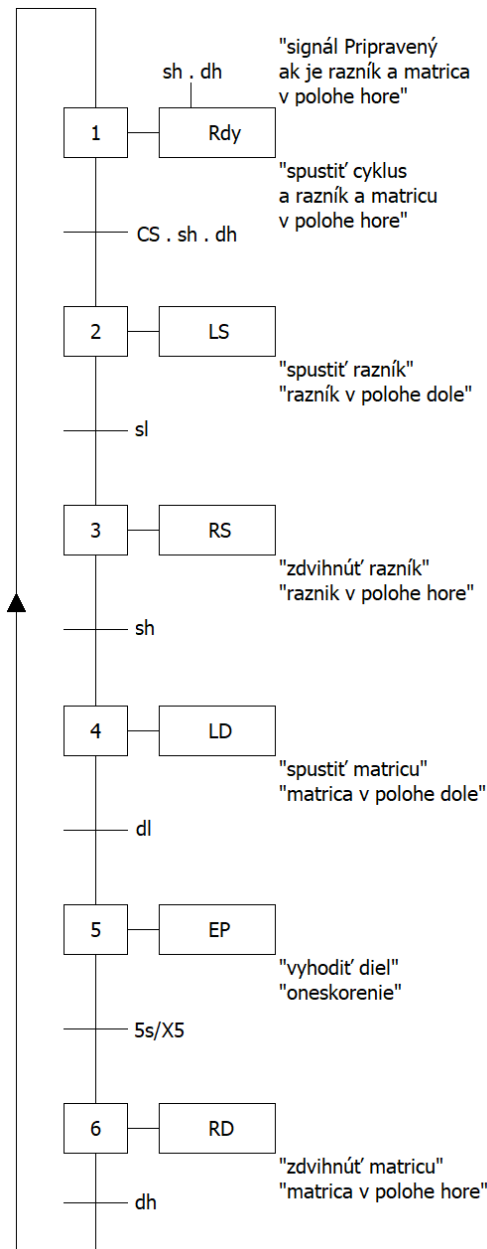 "signál Pripravený
ak je razník a matrica
v polohe hore"
sh . dh
1
Rdy
"spustiť cyklus
a razník a matricu
v polohe hore"
CS . sh . dh
2
LS
"spustiť razník"
"razník v polohe dole"
sl
3
RS
"zdvihnúť razník"
"raznik v polohe hore"
sh
4
LD
"spustiť matricu"
"matrica v polohe dole"
dl
5
EP
"vyhodiť diel"
"oneskorenie"
5s/X5
6
RD
"zdvihnúť matricu"
"matrica v polohe hore"
dh